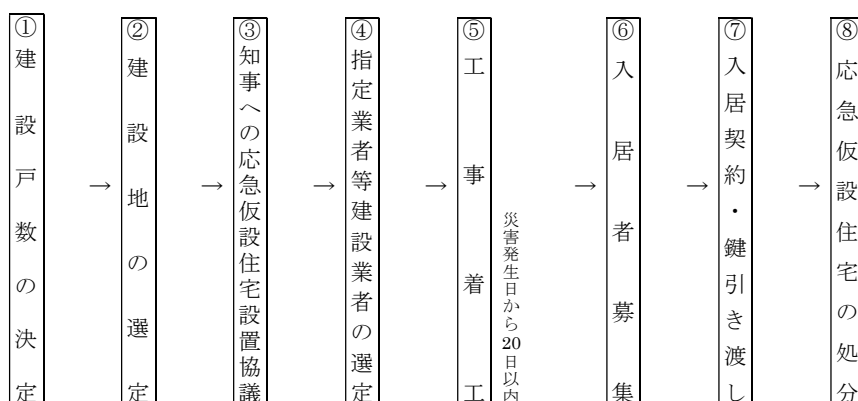 ①建設戸数の決定
→
②建設地の選定
→
③知事への応急仮設住宅設置協議
→
④指定業者等建設業者の選定
→
⑤工事着工
災害発生日から20日以内
→
⑥入居者募集
→
⑦入居契約・鍵引き渡し
→
⑧応急仮設住宅の処分